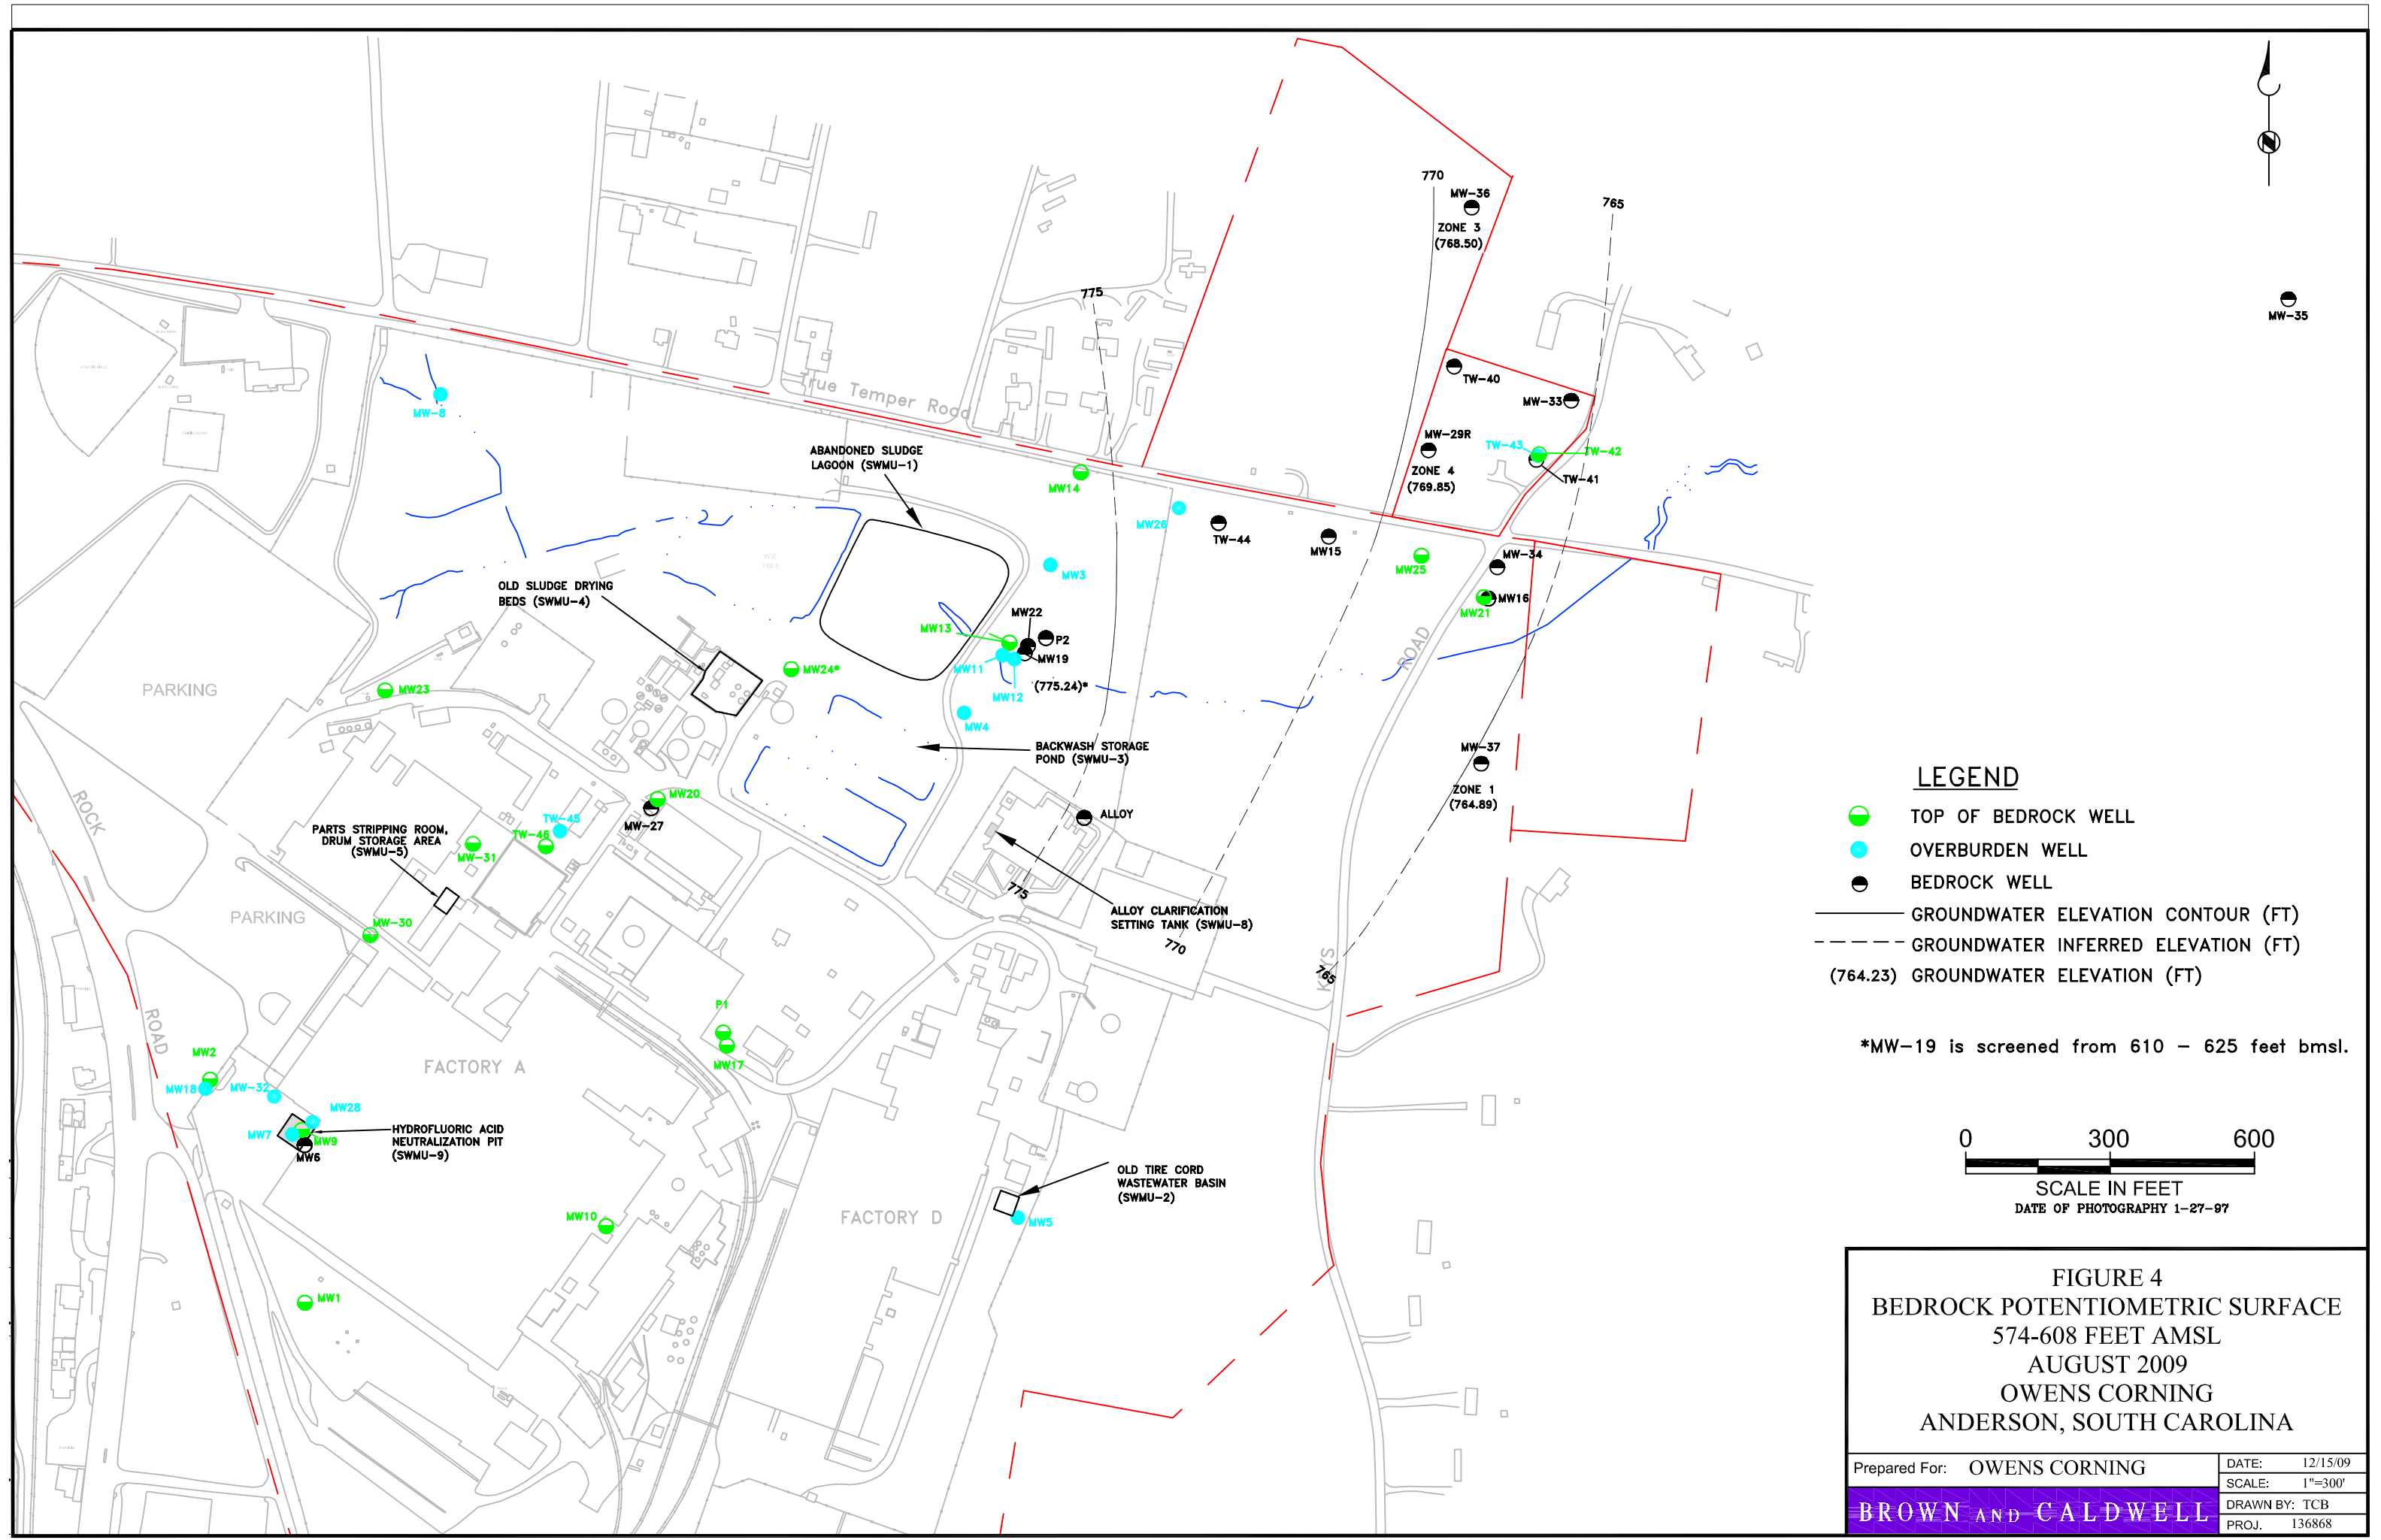 770
MW-36
ZONE 3
(768.50)
765
775
MW-35
MW-8
True Temper Road
TW-40
MW-33
MW-29R
ZONE 4
(769.85)
TW-43
TW-42
TW-41
ABANDONED SLUDGE
LAGOON (SWMU-1)
MW14
MW26
TW-44
MW15
MW25
MW-34
MW16
MW21
MW3
OLD SLUDGE DRYING
BEDS (SWMU-4)
MW22
MW13
P2
MW19
MW11
MW12
(775.24)*
MW24*
MW23
MW4
PARKING
ROAD
BACKWASH STORAGE
POND (SWMU-3)
MW-37
ZONE 1
(764.89)
ROCK
MW20
MW-27
TW-45
TW-46
MW-31
ALLOY
PARTS STRIPPING ROOM,
DRUM STORAGE AREA
(SWMU-5)
775
ALLOY CLARIFICATION
SETTING TANK (SWMU-8)
770
765
KEYS
PARKING
MW-30
ROAD
P1
MW17
FACTORY A
MW2
MW18
MW-32
MW28
MW7
MW9
MW6
HYDROFLUORIC ACID
NEUTRALIZATION PIT
(SWMU-9)
OLD TIRE CORD
WASTEWATER BASIN
(SWMU-2)
MW10
FACTORY D
MW5
MW1
LEGEND
TOP OF BEDROCK WELL
OVERBURDEN WELL
BEDROCK WELL
GROUNDWATER ELEVATION CONTOUR (FT)
GROUNDWATER INFERRED ELEVATION (FT)
(764.23) GROUNDWATER ELEVATION (FT)
*MW-19 is screened from 610 - 625 feet bmsl.
0 300 600
SCALE IN FEET
DATE OF PHOTOGRAPHY 1-27-97
FIGURE 4
BEDROCK POTENTIOMETRIC SURFACE
574-608 FEET AMSL
AUGUST 2009
OWENS CORNING
ANDERSON, SOUTH CAROLINA
Prepared For: OWENS CORNING
DATE: 12/15/09
SCALE: 1"=300'
DRAWN BY: TCB
PROJ. 136868
BROWN AND CALDWELL